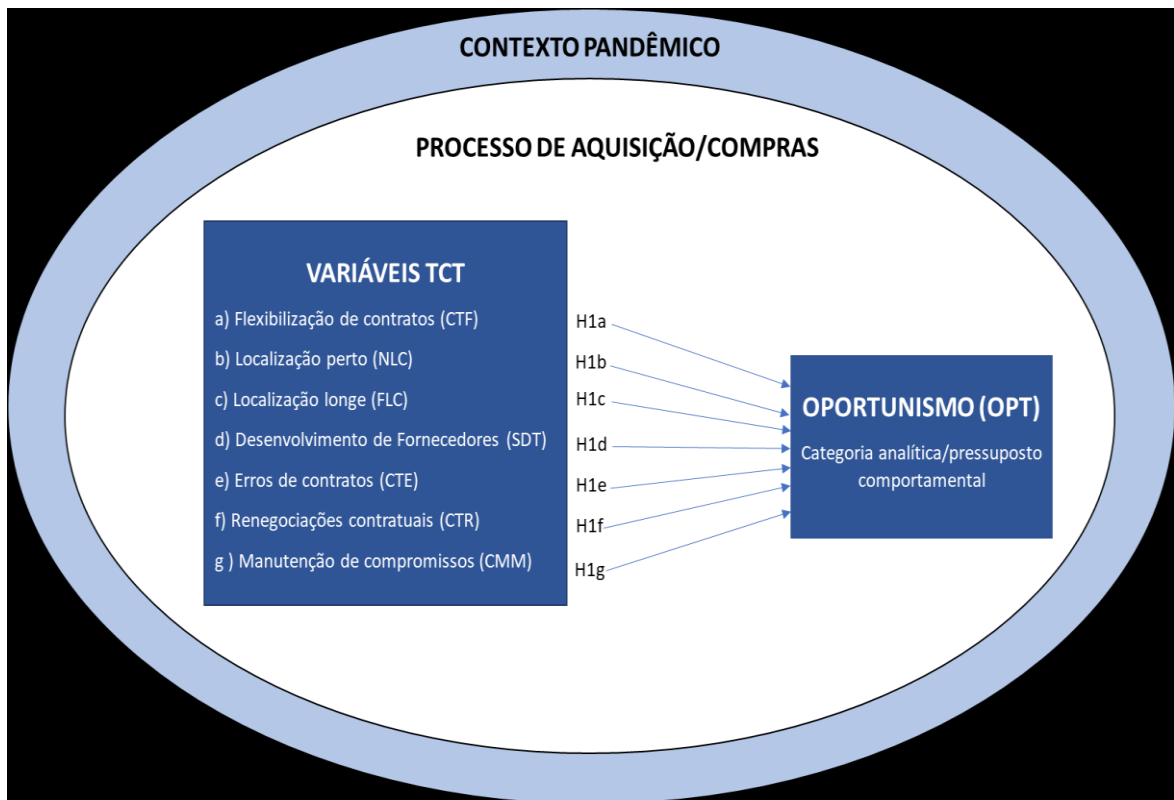 CONTEXTO PANDÊMICO
PROCESSO DE AQUISIÇÃO/COMPRAS
VARIÁVEIS TCT
a) Flexibilização de contratos (CTF)
b) Localização perto (NLC)
c) Localização longe (FLC)
d) Desenvolvimento de Fornecedores (SDT)
e) Erros de contratos (CTE)
f) Renegociações contratuais (CTR)
g ) Manutenção de compromissos (CMM)
H1a
H1b
H1c
H1d
H1e
H1f
H1g
OPORTUNISMO (OPT)
Categoria analítica/pressuposto
comportamental